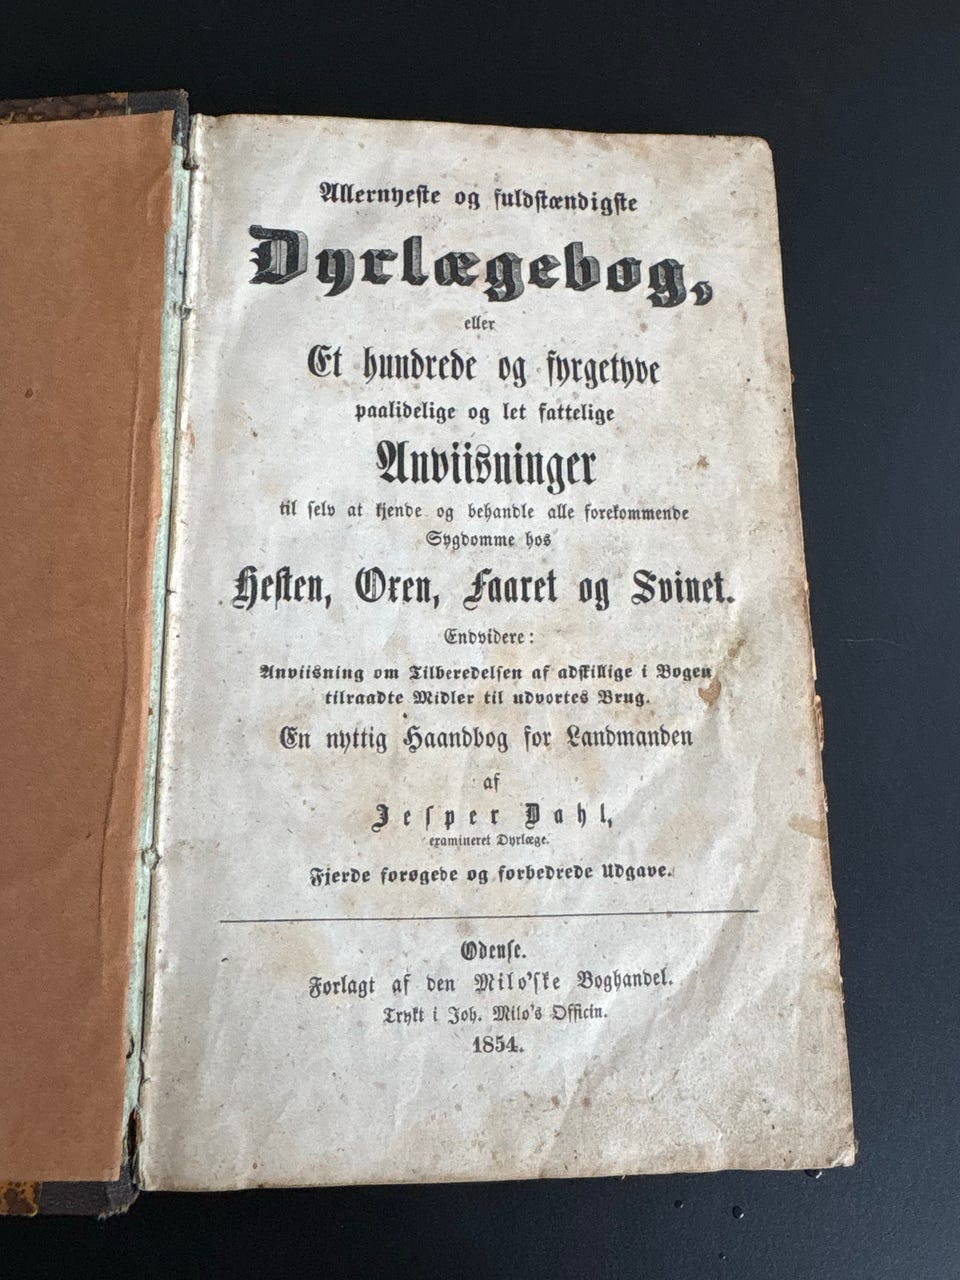 Allernyeste og fuldstændigste
Dyrlægebog,
eller
Et hundrede og fyrgetyve
paalidelige og let fattelige
Anviisninger
til selv at kjende og behandle alle forekommende
Sygdomme hos
Hesten, Oxen, Faaret og Svinet.
Endvidere:
Anviisning om Tilberedelsen af adskillige i Bogen
tilraadte Midler til udvortes Brug.
En nyttig Haandbog for Landmanden
af
Jesper Dahl,
examineret Dyrlæge.
Fjerde forøgede og forbedrede Udgave.
Odense.
Forlagt af den Milo'ske Boghandel.
Trykt i Joh. Milo's Officin.
1854.